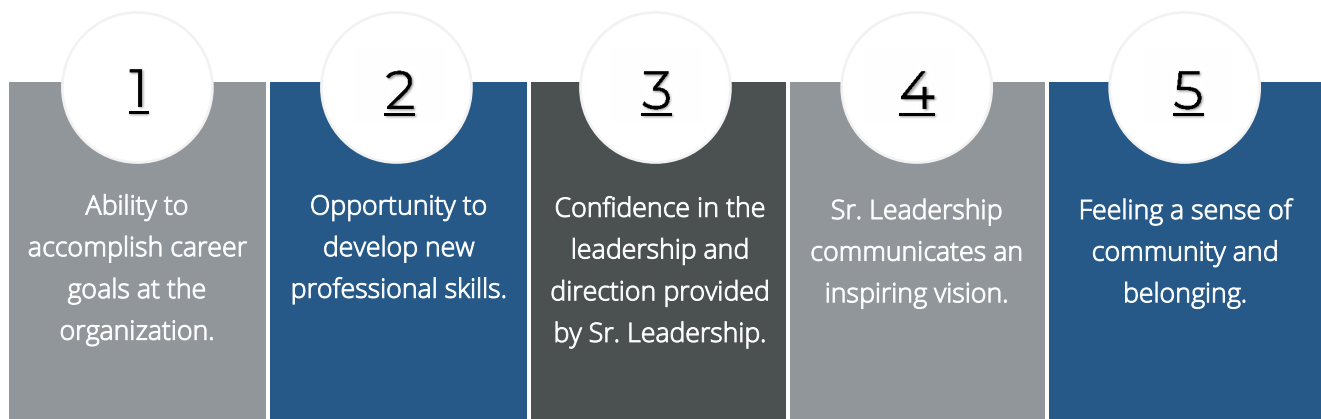 1
Ability to
accomplish career
goals at the
organization.
2
Opportunity to
develop new
professional skills.
3
Confidence in the
leadership and
direction provided
by Sr. Leadership.
4
Sr. Leadership
communicates an
inspiring vision.
5
Feeling a sense of
community and
belonging.